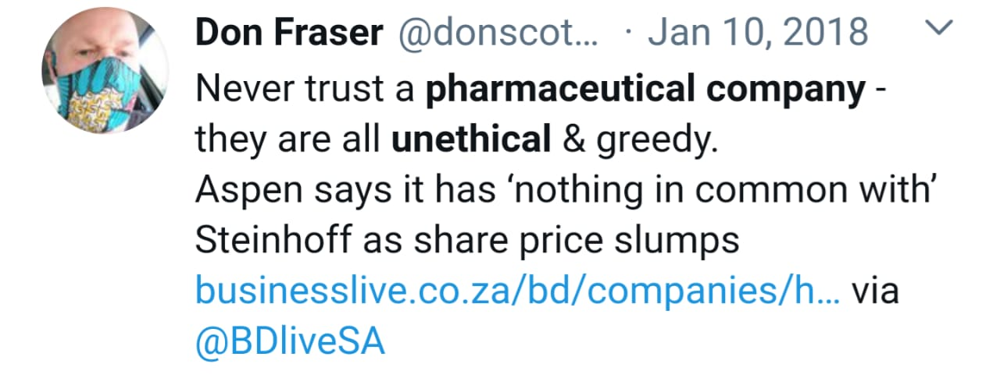 Don Fraser @donscot... · Jan 10, 2018
Never trust a pharmaceutical company -
they are all unethical & greedy.
Aspen says it has ‘nothing in common with’
Steinhoff as share price slumps
businesslive.co.za/bd/companies/h... via
@BDliveSA